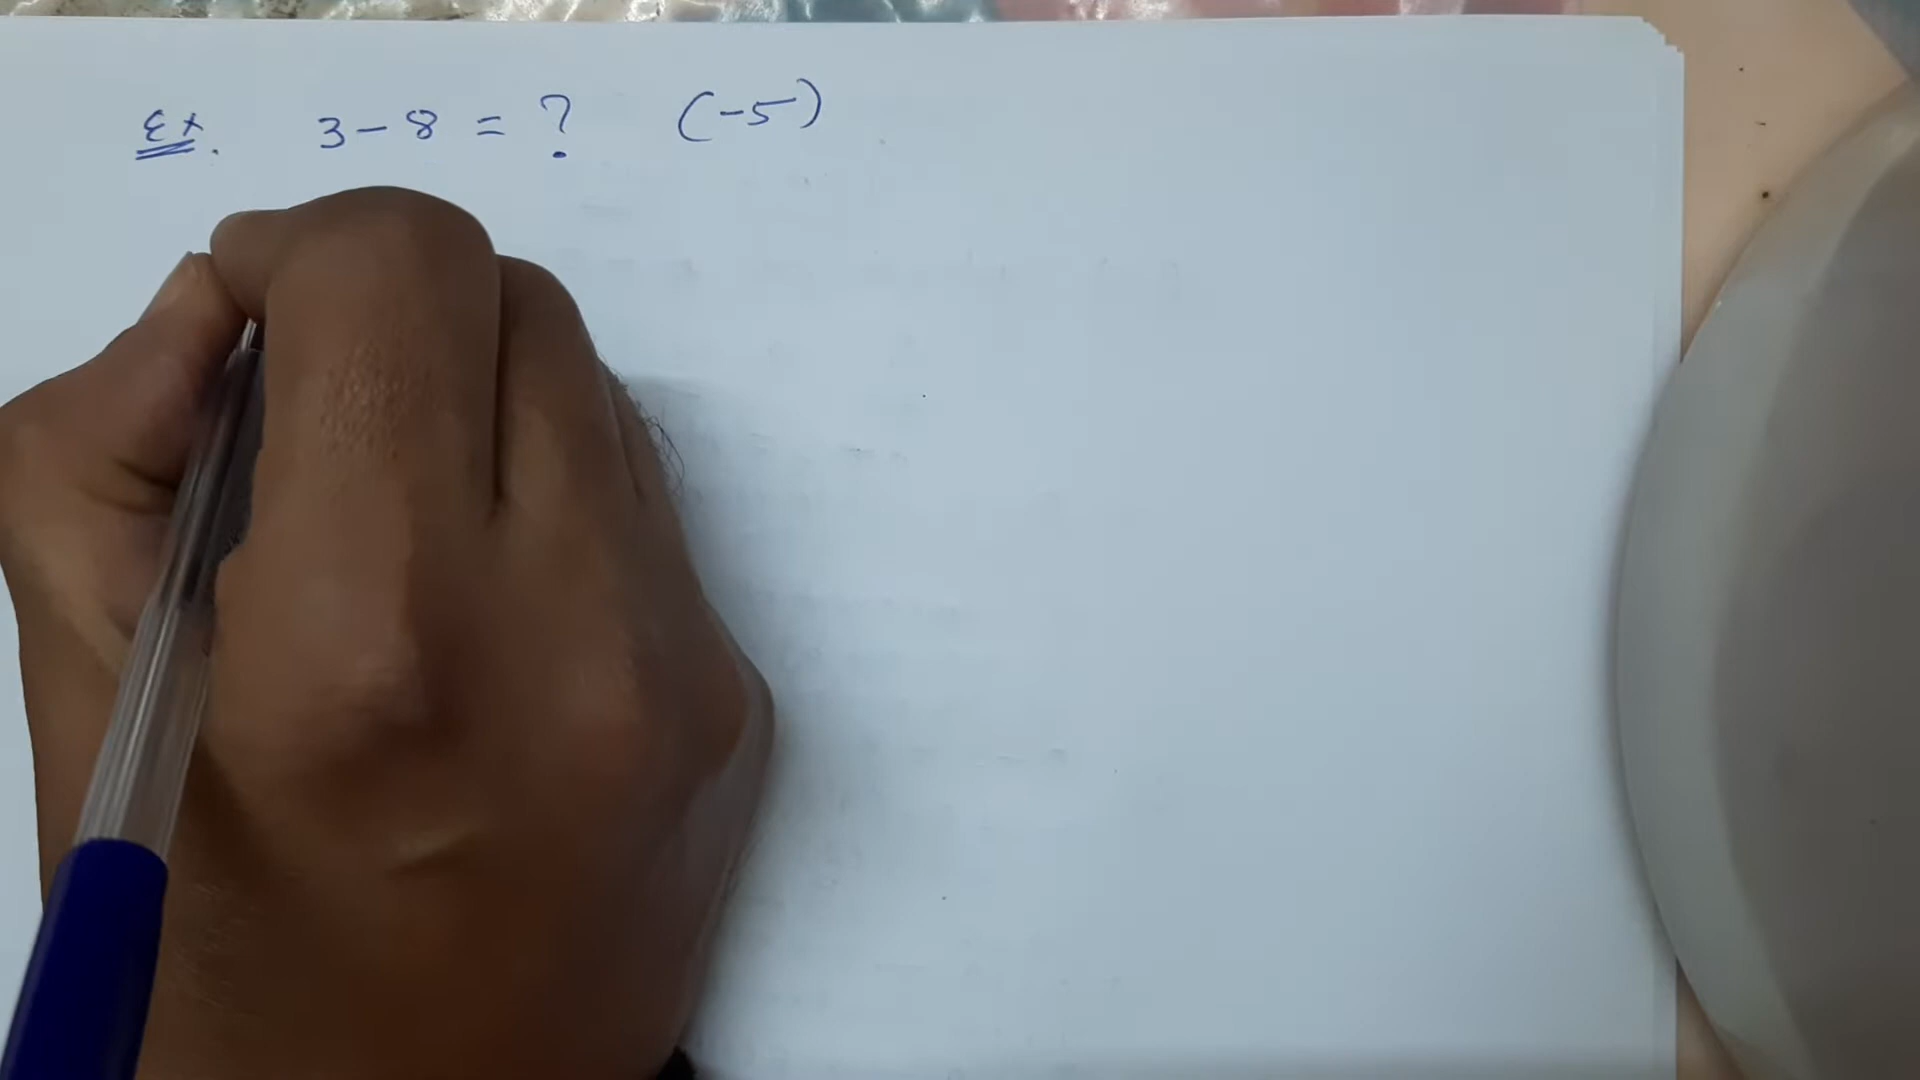 Ex. 3 - 8 = ? (-5)